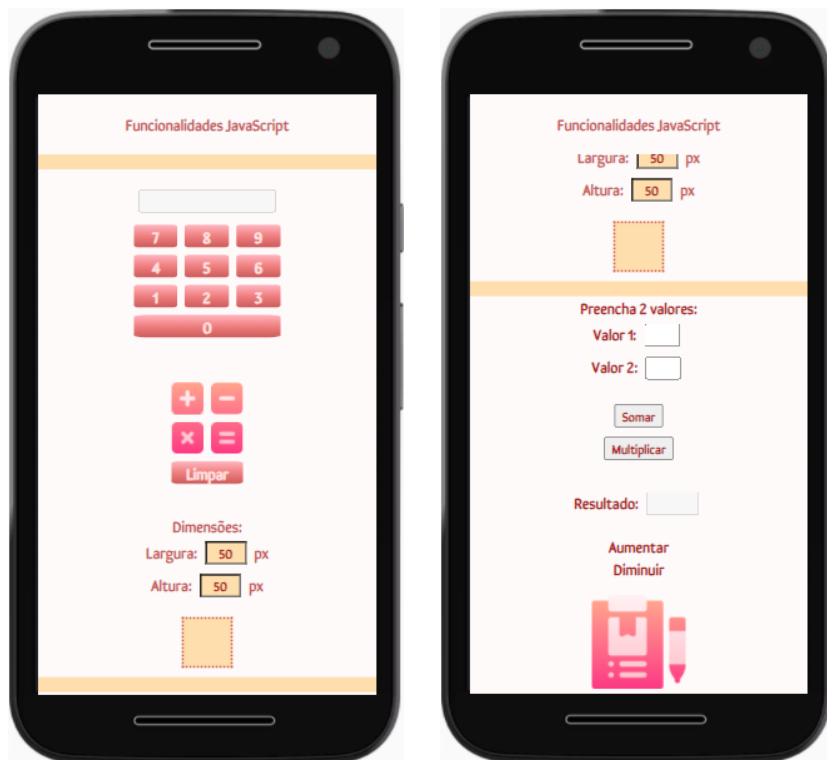 Funcionalidades JavaScript
7 8 9
4 5 6
1 2 3
0
+ -
× =
Limpar
Dimensões:
Largura: 50 px
Altura: 50 px
Funcionalidades JavaScript
Largura: 50 px
Altura: 50 px
Preencha 2 valores:
Valor 1:
Valor 2:
Somar
Multiplicar
Resultado:
Aumentar
Diminuir